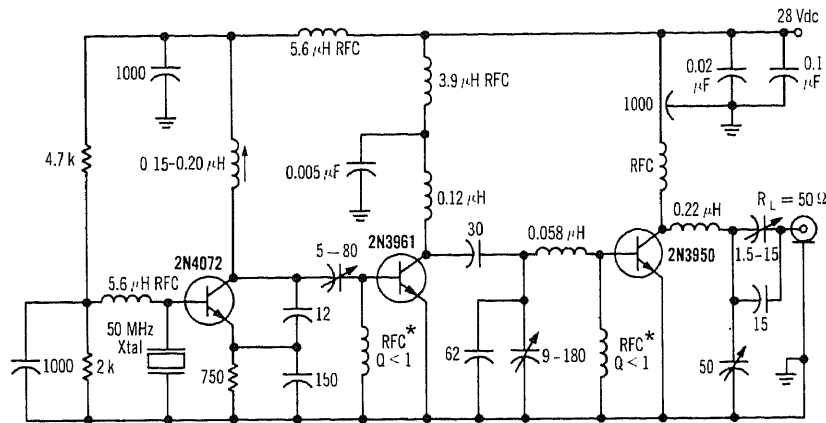 28 Vdc
5.6 µH RFC
1000
3.9 µH RFC
0.02 µF
0.1 µF
1000
4.7 k
0 15–0.20 µH
0.005 µF
RFC
0.12 µH
0.22 µH
R_L = 50 Ω
2N4072
5–80
2N3961
30
0.058 µH
2N3950
1.5-15
5.6 µH RFC
50 MHz
Xtal
12
RFC*
Q < 1
62
9–180
RFC*
Q < 1
15
50
1000
2 k
750
150